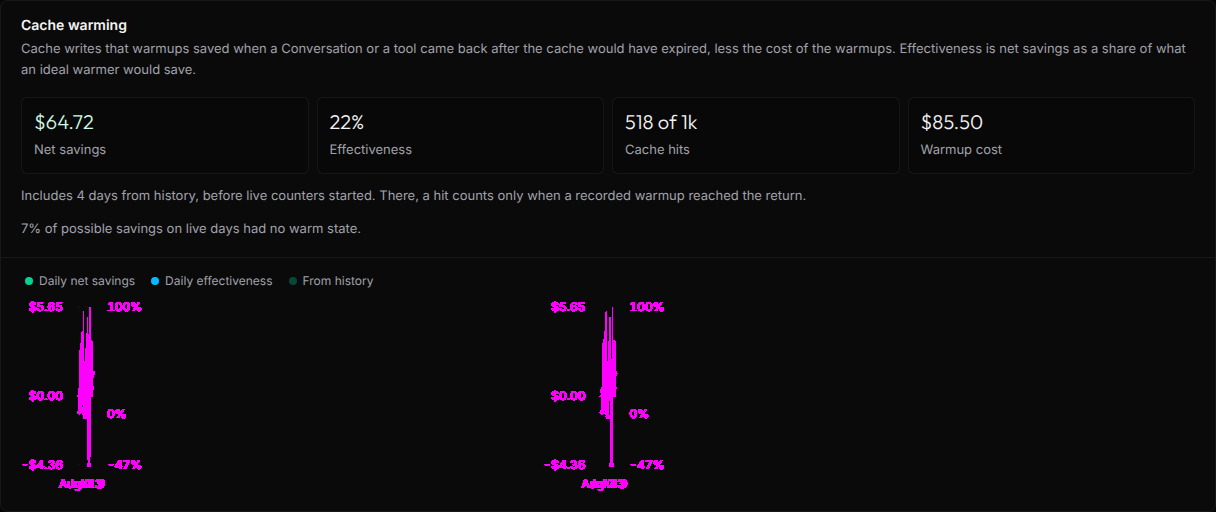 Cache warming
Cache writes that warmups saved when a Conversation or a tool came back after the cache would have expired, less the cost of the warmups. Effectiveness is net savings as a share of what
an ideal warmer would save.
$64.72
22%
518 of 1k
$85.50
Net savings
Effectiveness
Cache hits
Warmup cost
Includes 4 days from history, before live counters started. There, a hit counts only when a recorded warmup reached the return.
7% of possible savings on live days had no warm state.
Daily net savings
Daily effectiveness
From history
$5.65
100%
$5.65
100%
$0.00
0%
$0.00
0%
-$4.36
-47%
-$4.36
-47%